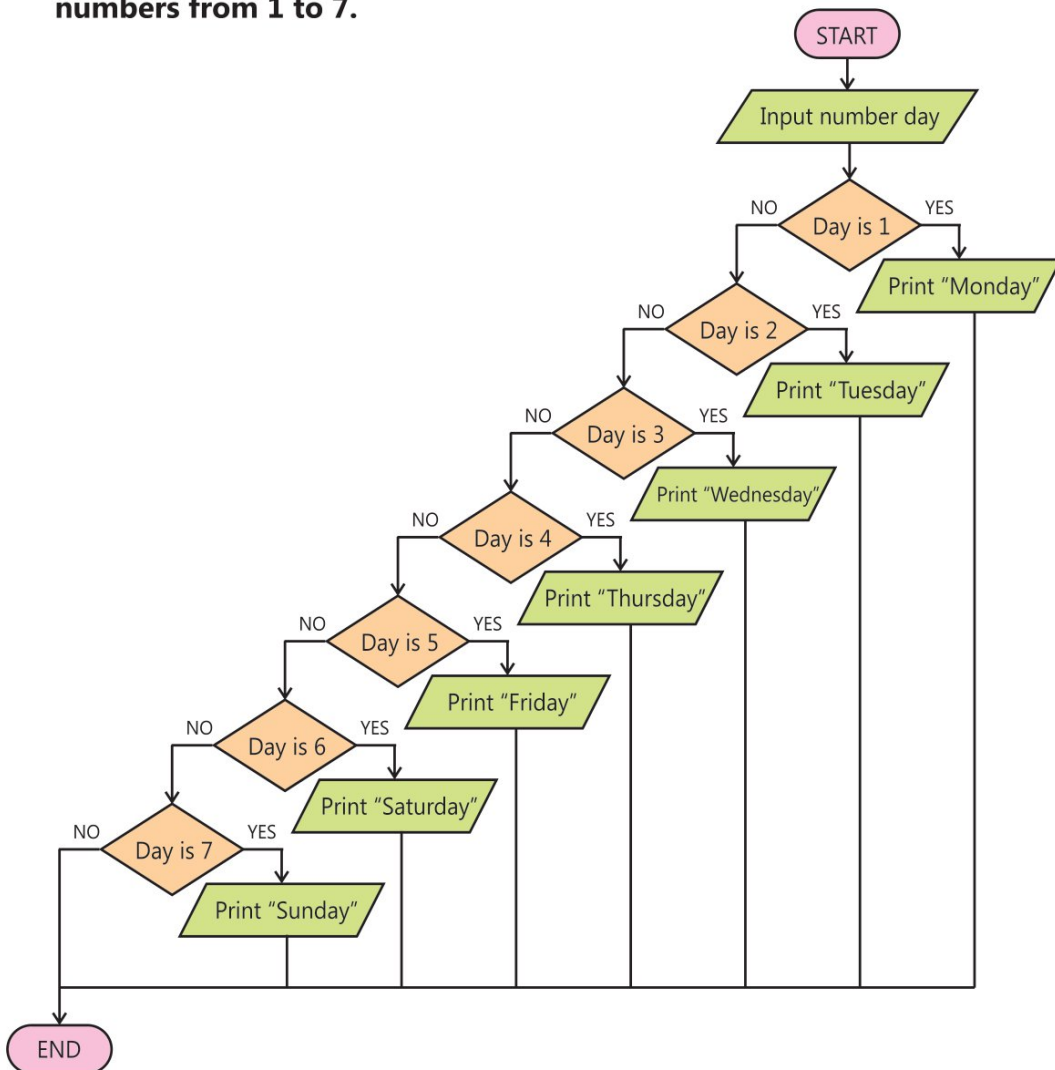 numbers from 1 to 7.
START
Input number day
NO
YES
Day is 1
Print “Monday”
NO
YES
Day is 2
Print “Tuesday”
NO
YES
Day is 3
Print “Wednesday”
NO
YES
Day is 4
Print “Thursday”
NO
YES
Day is 5
Print “Friday”
NO
YES
Day is 6
Print “Saturday”
NO
YES
Day is 7
Print “Sunday”
END